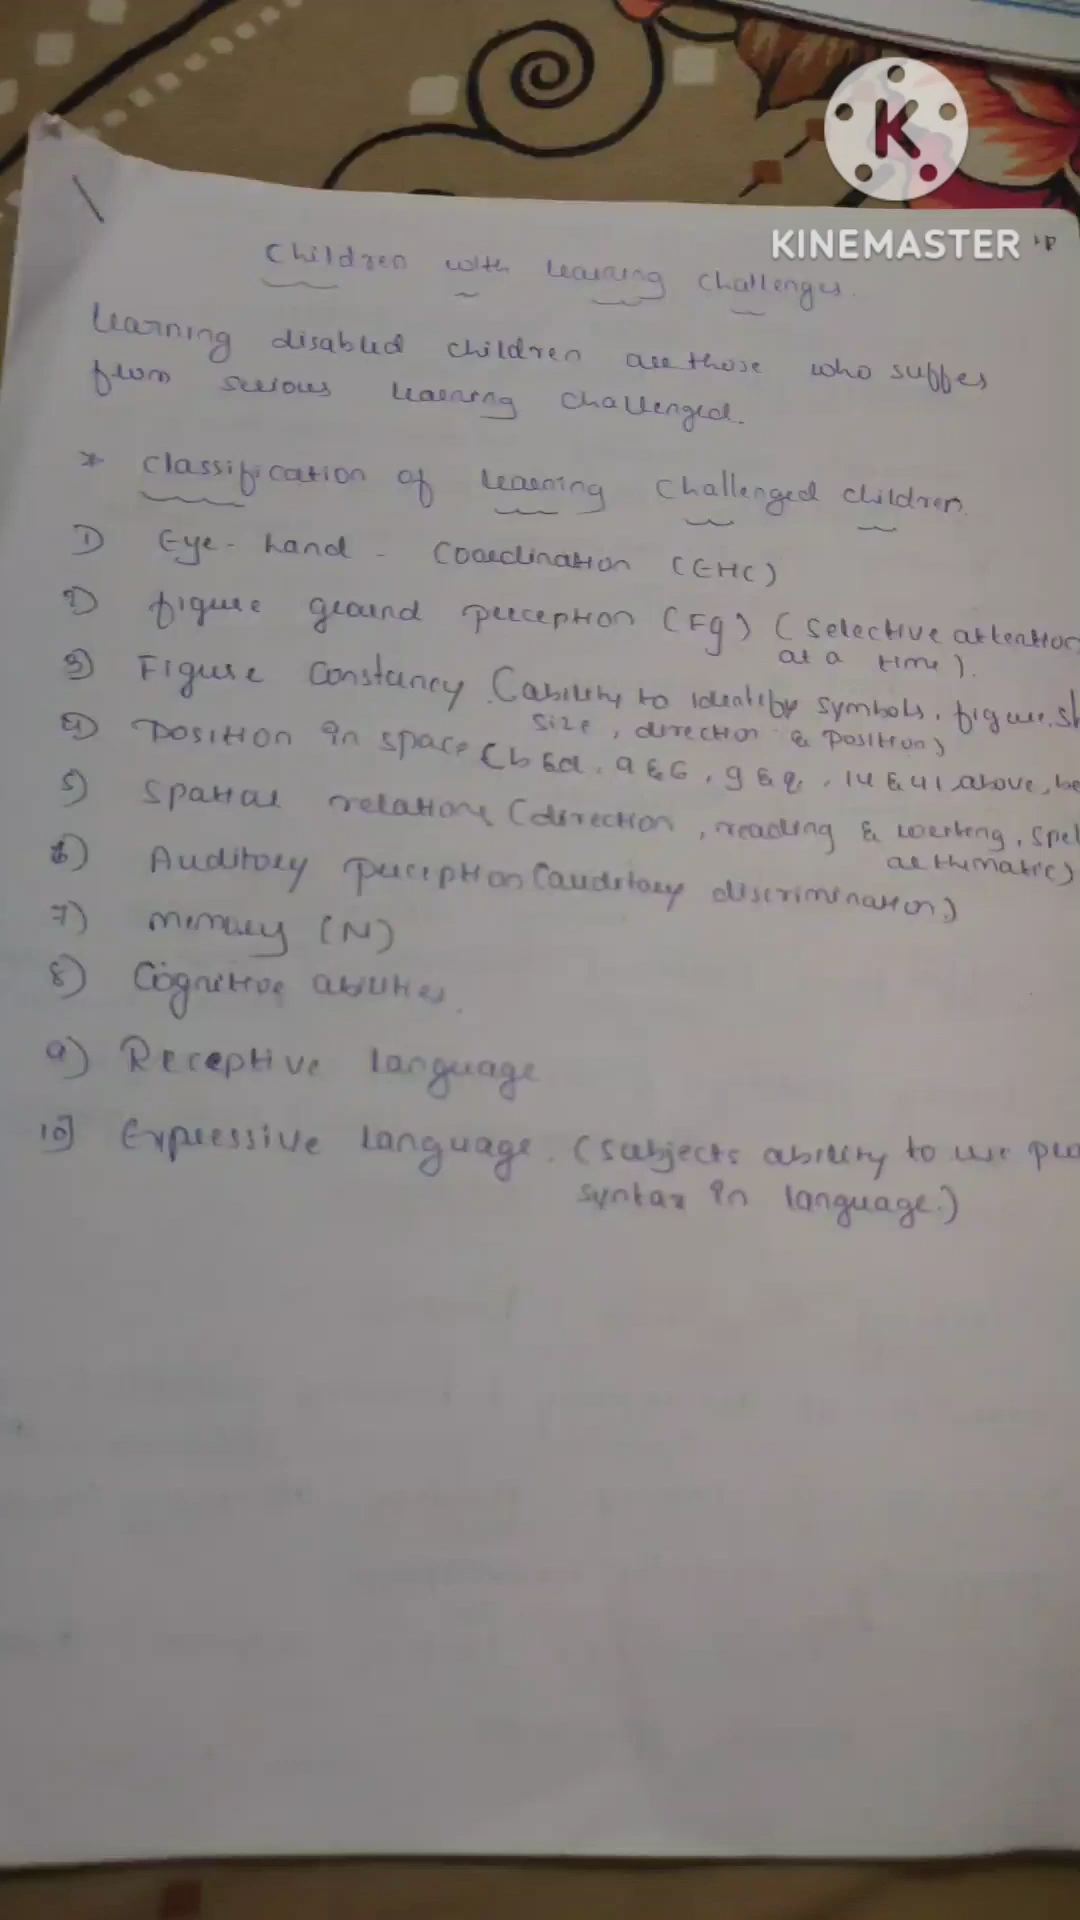 KINEMASTER
Children with learning challenges.
learning disabled children are those who suffer
from serious learning challenged.
* Classification of learning challenged children.
1) Eye-hand-coordination (EHC)
2) figure ground perception (Fg) (selective attention
at a time).
3) Figure constancy (ability to identify symbols, figure, sh
size, direction & position)
4) Position in space (b & d, a & 6, g & q, 14 & 41, above, be
5) Spatial relations (direction, reading & writing, spel
arthimatic)
6) Auditory perception (auditory discrimination)
7) memory (M)
8) Cognitive abilities.
9) Receptive language
10) Expressive language. (subjects ability to use pro
syntax in language.)